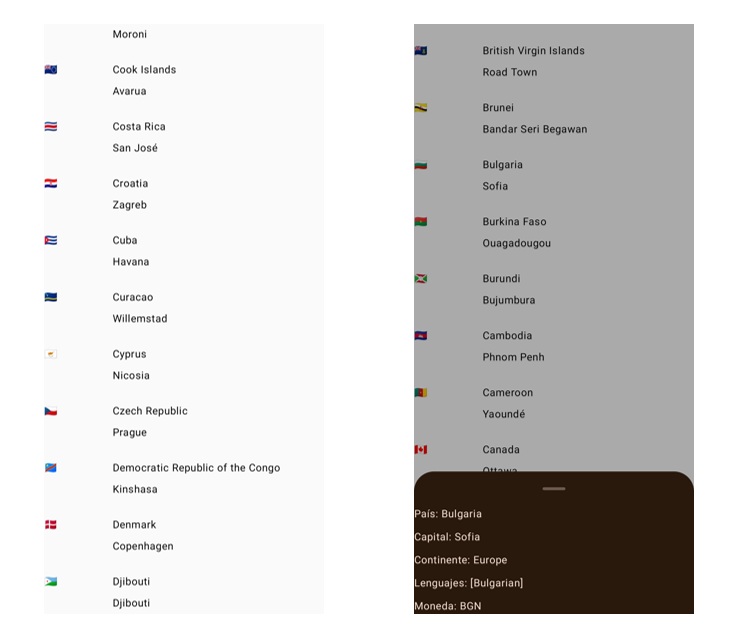 Moroni
Cook Islands
Avarua
Costa Rica
San José
Croatia
Zagreb
Cuba
Havana
Curacao
Willemstad
Cyprus
Nicosia
Czech Republic
Prague
Democratic Republic of the Congo
Kinshasa
Denmark
Copenhagen
Djibouti
Djibouti
British Virgin Islands
Road Town
Brunei
Bandar Seri Begawan
Bulgaria
Sofia
Burkina Faso
Ouagadougou
Burundi
Bujumbura
Cambodia
Phnom Penh
Cameroon
Yaoundé
Canada
Ottawa
País: Bulgaria
Capital: Sofia
Continente: Europe
Lenguajes: [Bulgarian]
Moneda: BGN